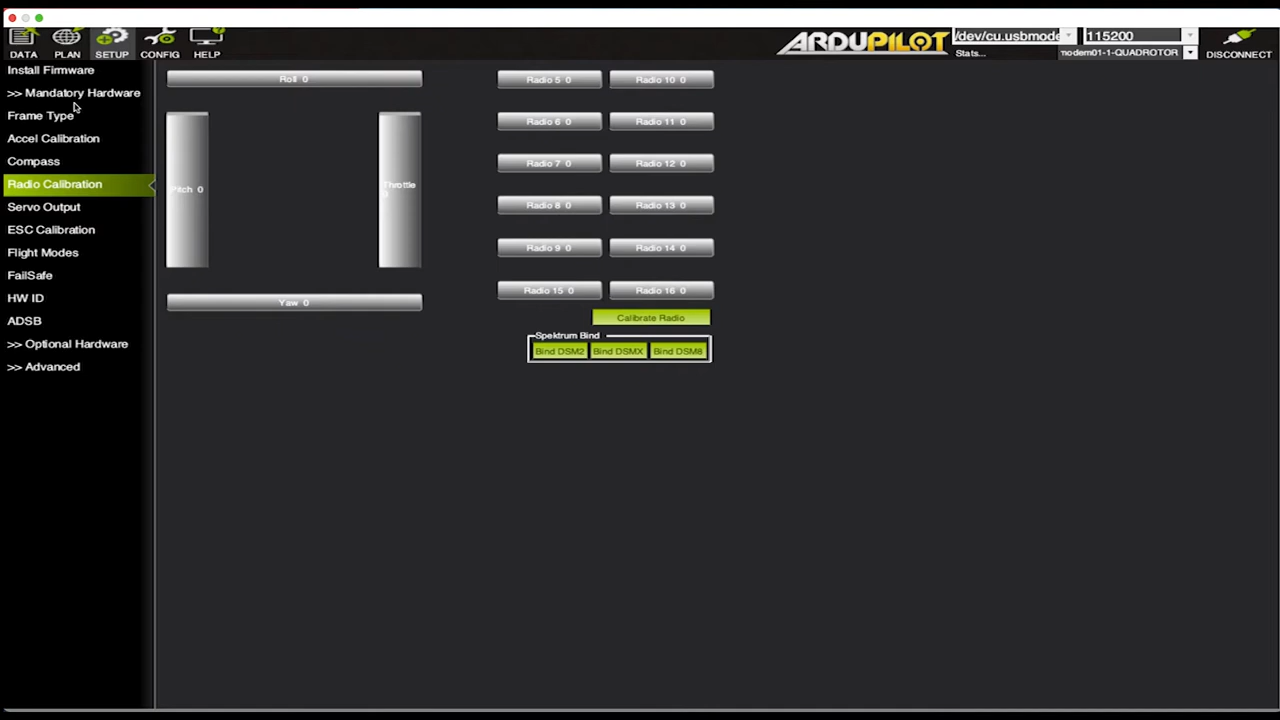 DATA PLAN SETUP CONFIG HELP
ARDUPILOT
/dev/cu.usbmode 115200
Stats... modem01-1-QUADROTOR
DISCONNECT
Install Firmware
>> Mandatory Hardware
Frame Type
Accel Calibration
Compass
Radio Calibration
Servo Output
ESC Calibration
Flight Modes
FailSafe
HW ID
ADSB
>> Optional Hardware
>> Advanced
Roll 0
Pitch 0
Throttle
0
Yaw 0
Radio 5 0 Radio 10 0
Radio 6 0 Radio 11 0
Radio 7 0 Radio 12 0
Radio 8 0 Radio 13 0
Radio 9 0 Radio 14 0
Radio 15 0 Radio 16 0
Calibrate Radio
Spektrum Bind
Bind DSM2 Bind DSMX Bind DSM8